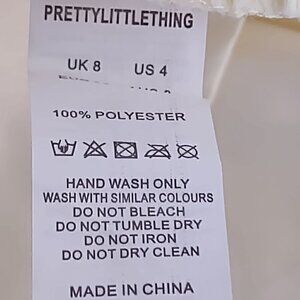 PRETTYLITTLETHING
UK 8 US 4
100% POLYESTER
HAND WASH ONLY
WASH WITH SIMILAR COLOURS
DO NOT BLEACH
DO NOT TUMBLE DRY
DO NOT IRON
DO NOT DRY CLEAN
MADE IN CHINA